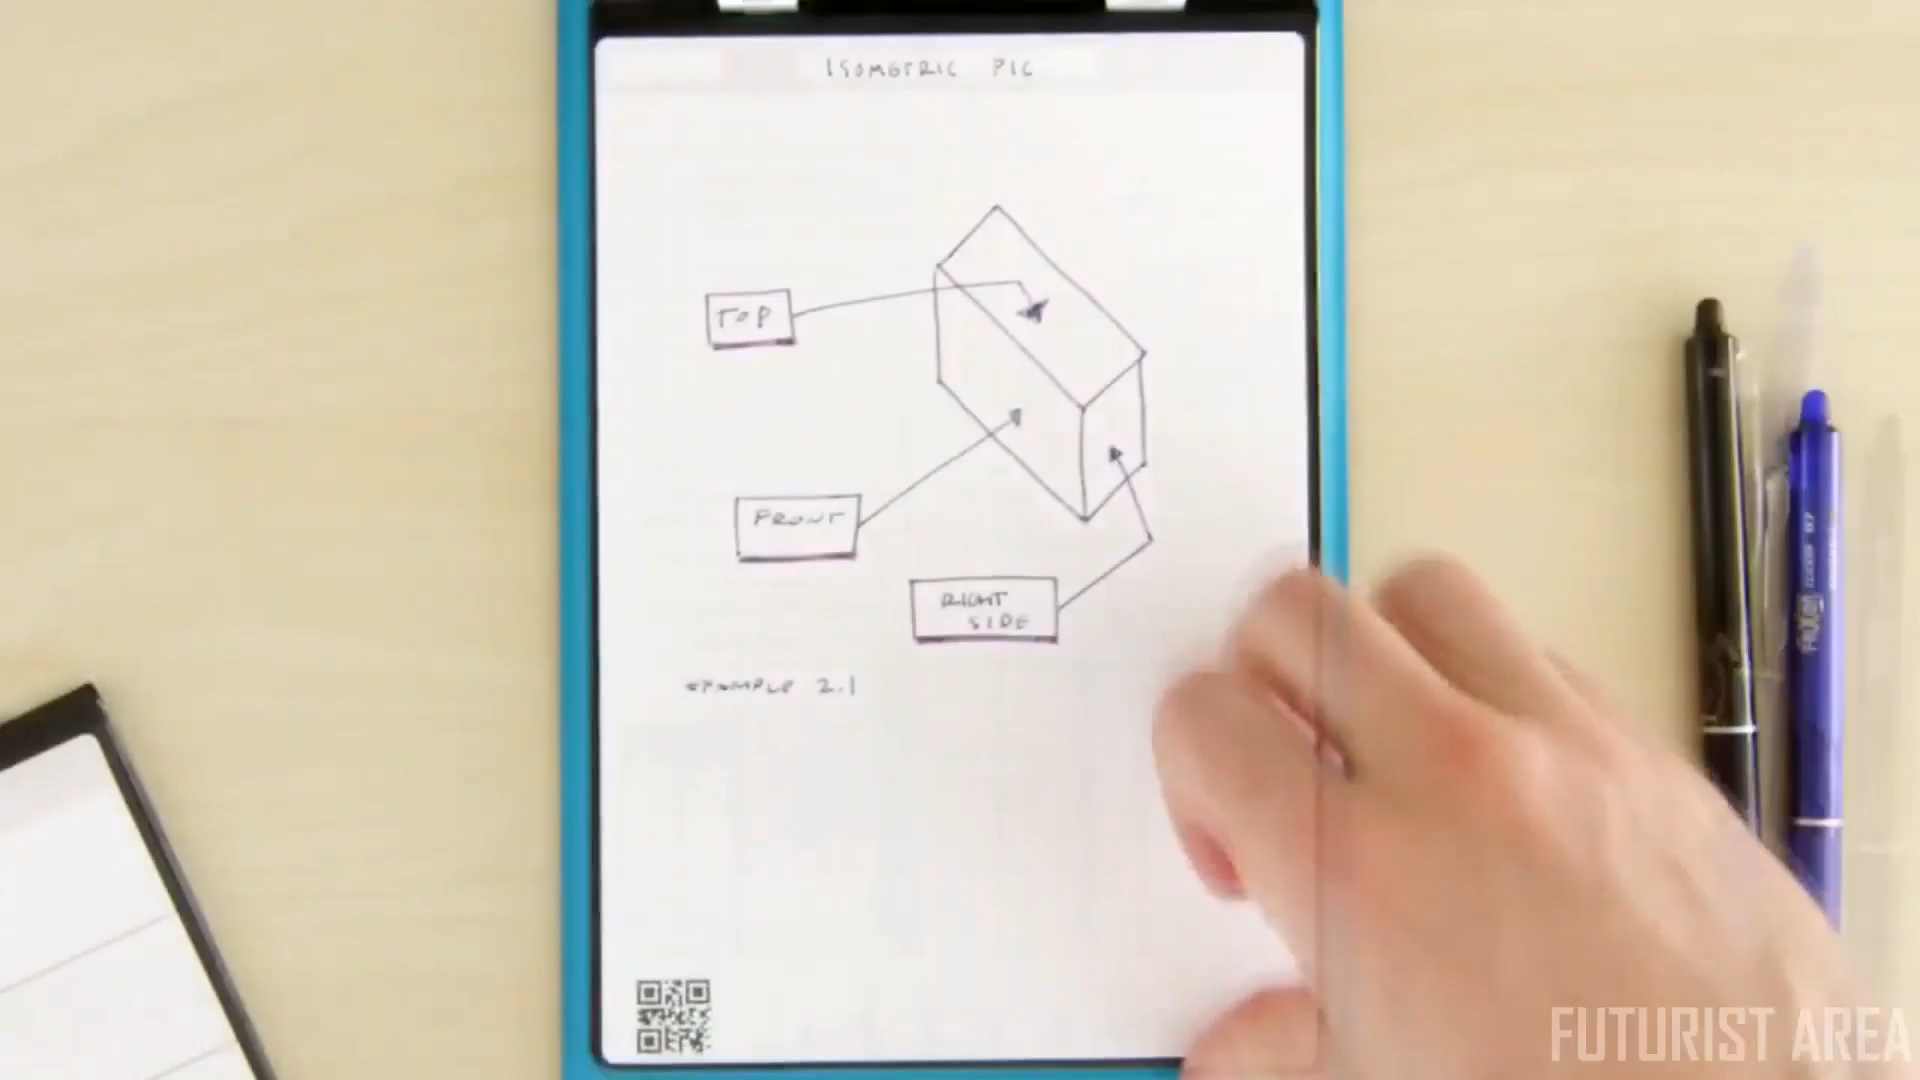 ISOMETRIC PIC
TOP
FRONT
RIGHT
SIDE
EXAMPLE 2.1
FUTURIST AREA